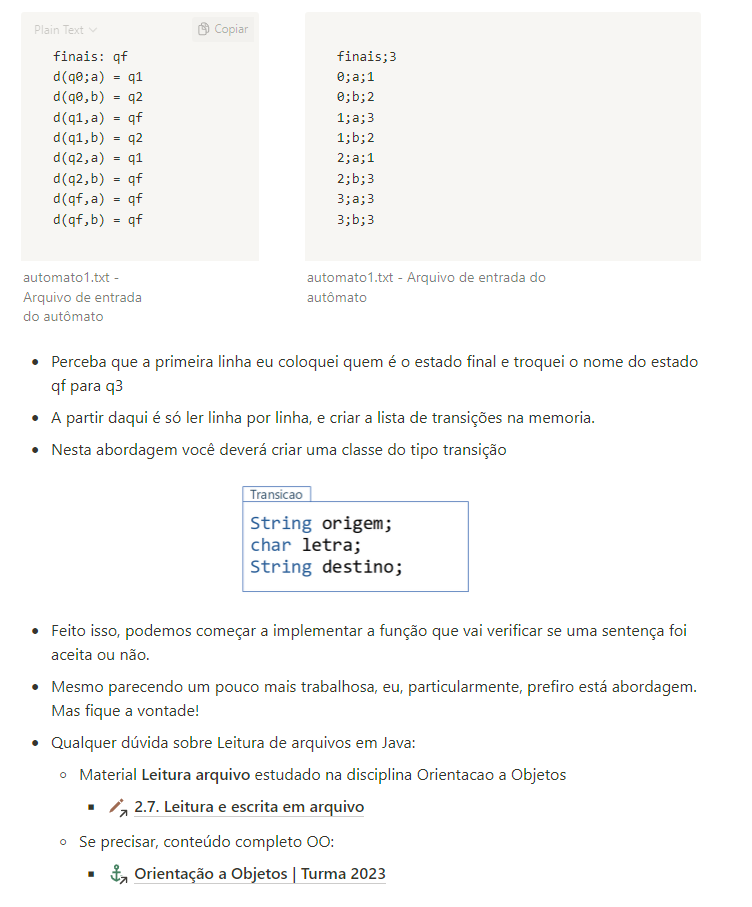 Plain Text
Copiar
finais: qf
d(q0;a) = q1
d(q0,b) = q2
d(q1,a) = qf
d(q1,b) = q2
d(q2,a) = q1
d(q2,b) = qf
d(qf,a) = qf
d(qf,b) = qf
automato1.txt -
Arquivo de entrada
do autômato
finais;3
0;a;1
0;b;2
1;a;3
1;b;2
2;a;1
2;b;3
3;a;3
3;b;3
automato1.txt - Arquivo de entrada do
autômato
Perceba que a primeira linha eu coloquei quem é o estado final e troquei o nome do estado
qf para q3
A partir daqui é só ler linha por linha, e criar a lista de transições na memoria.
Nesta abordagem você deverá criar uma classe do tipo transição
Transicao
String origem;
char letra;
String destino;
Feito isso, podemos começar a implementar a função que vai verificar se uma sentença foi
aceita ou não.
Mesmo parecendo um pouco mais trabalhosa, eu, particularmente, prefiro está abordagem.
Mas fique a vontade!
Qualquer dúvida sobre Leitura de arquivos em Java:
Material Leitura arquivo estudado na disciplina Orientacao a Objetos
2.7. Leitura e escrita em arquivo
Se precisar, conteúdo completo OO:
Orientação a Objetos | Turma 2023